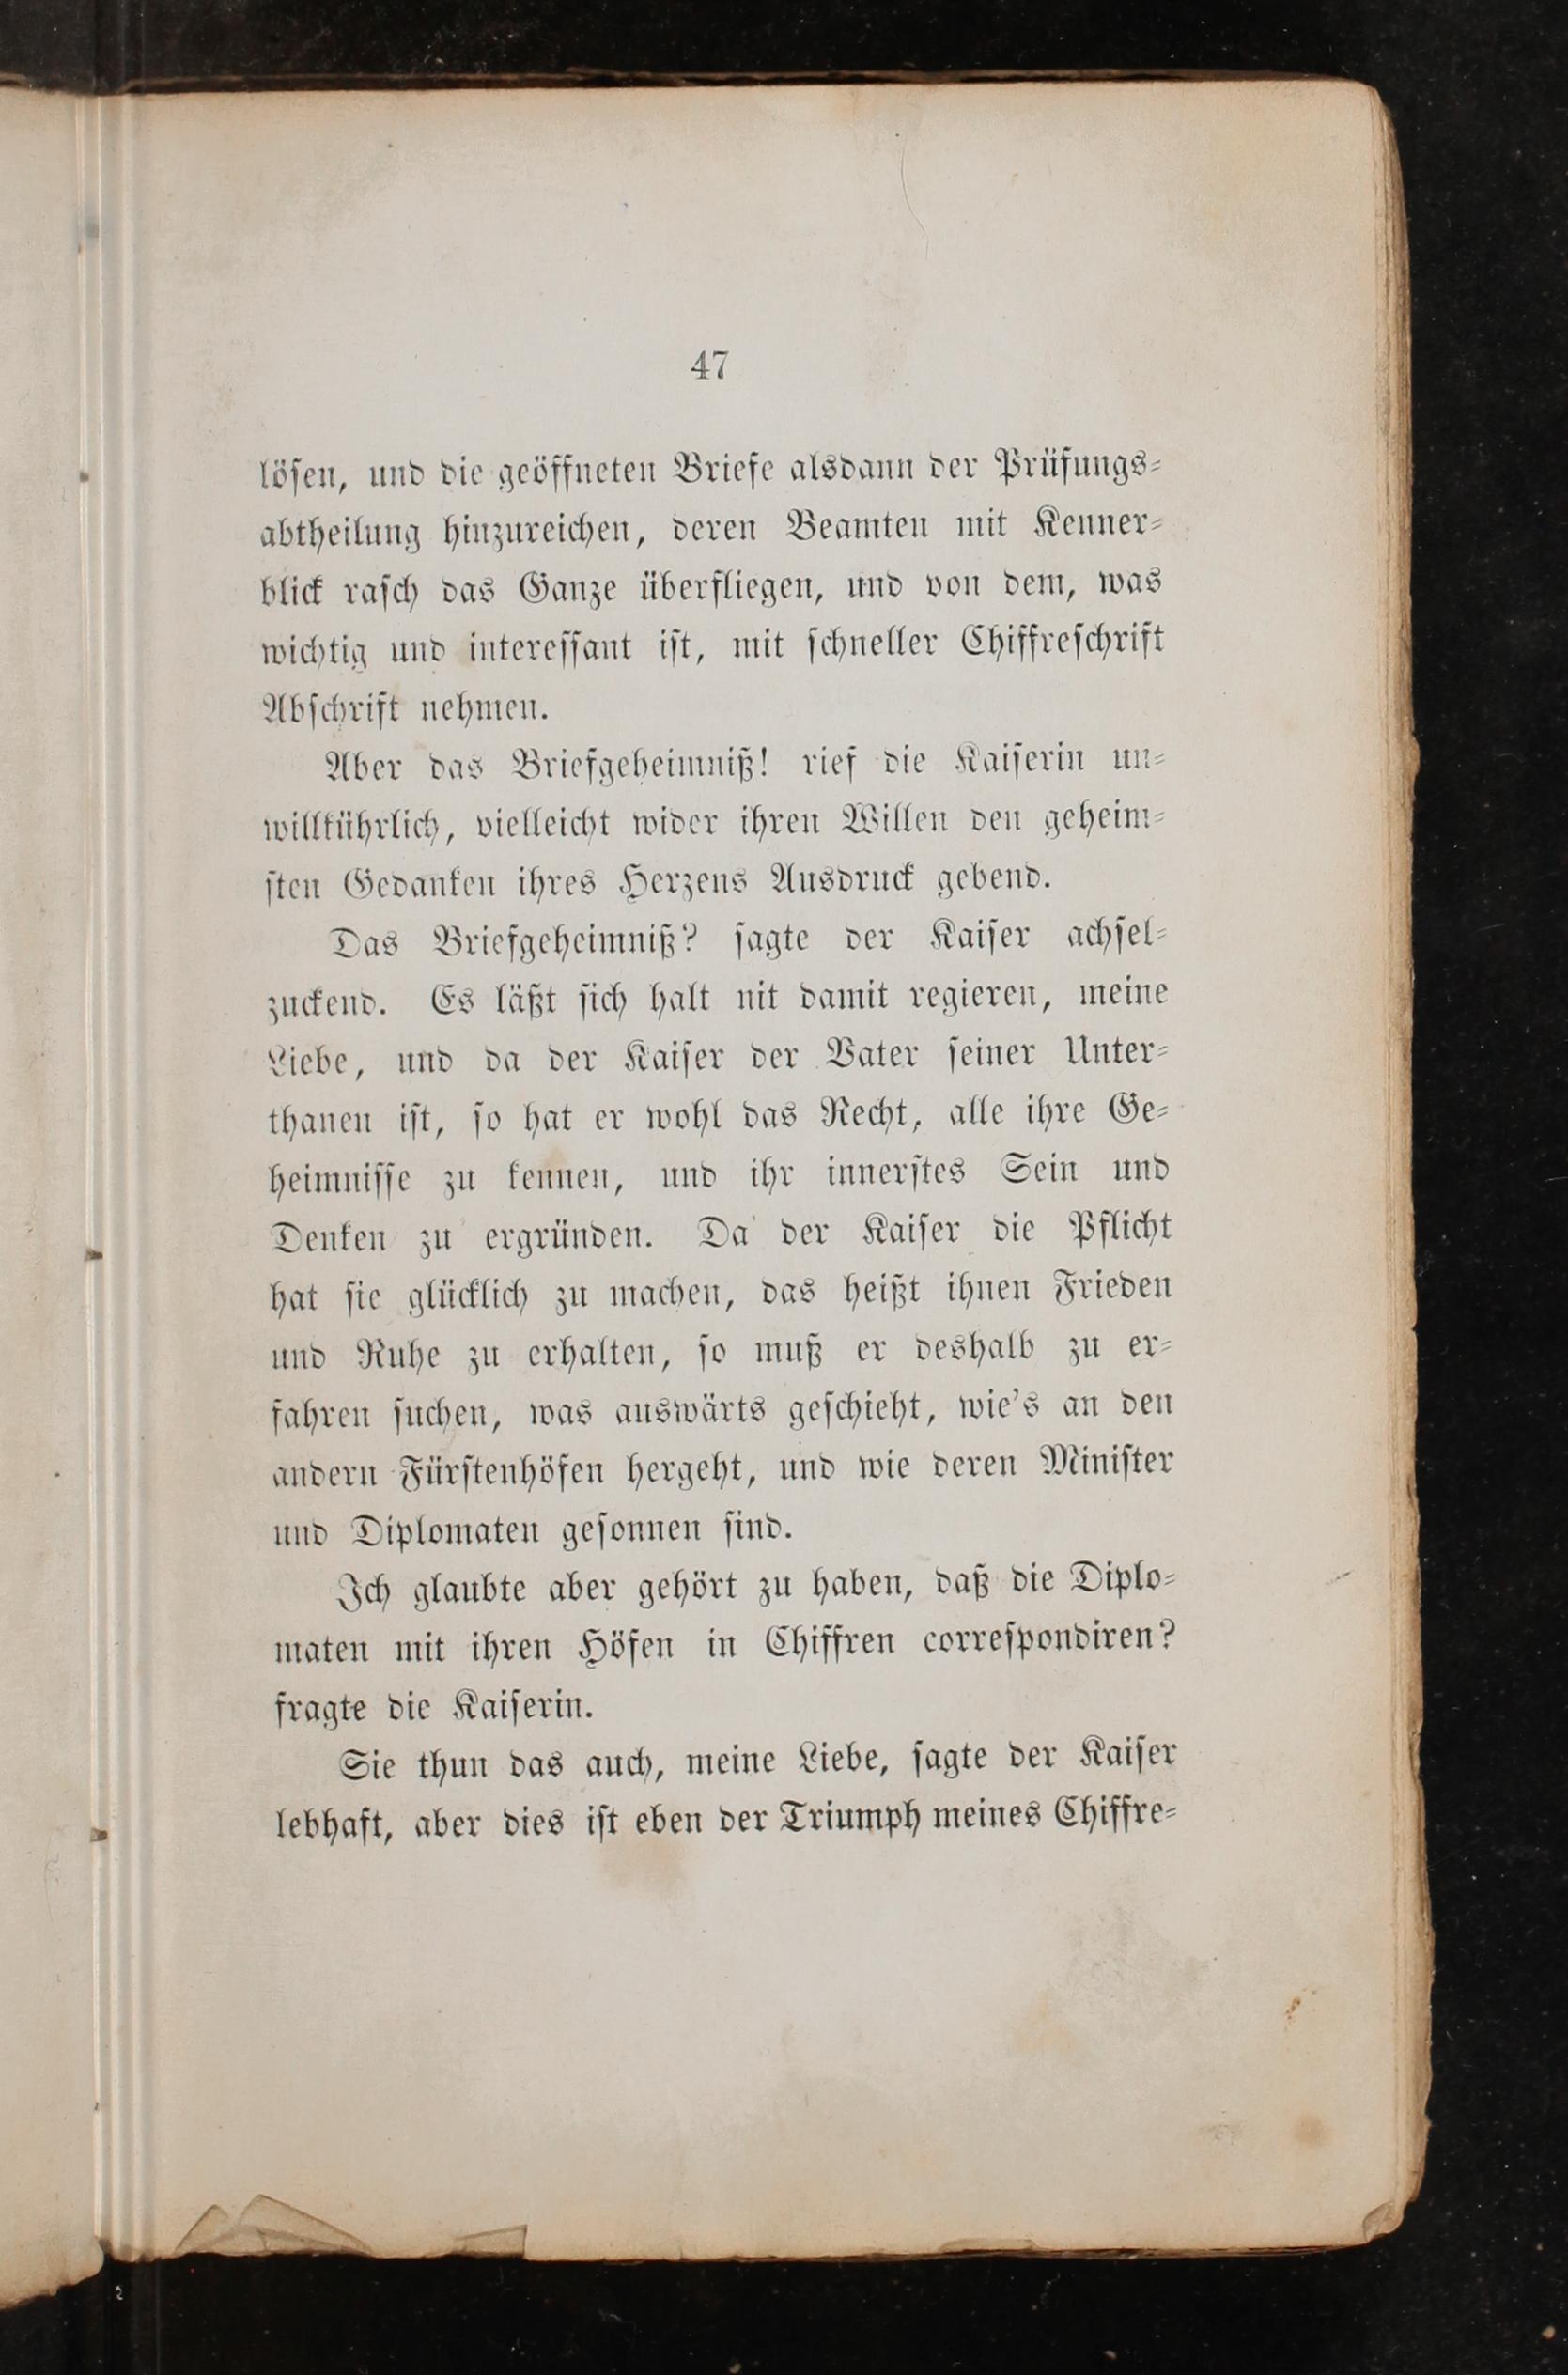 47
lösen, und die geöffneten Briefe alsdann der Prüfungs-
abtheilung hinzureichen, deren Beamten mit Kenner-
blick rasch das Ganze überfliegen, und von dem, was
wichtig und interessant ist, mit schneller Chiffreschrift
Abschrift nehmen.
Aber das Briefgeheimniß! rief die Kaiserin un-
willkührlich, vielleicht wider ihren Willen den geheim-
sten Gedanken ihres Herzens Ausdruck gebend.
Das Briefgeheimniß? sagte der Kaiser achsel-
zuckend. Es läßt sich halt nit damit regieren, meine
Liebe, und da der Kaiser der Vater seiner Unter-
thanen ist, so hat er wohl das Recht, alle ihre Ge-
heimnisse zu kennen, und ihr innerstes Sein und
Denken zu ergründen. Da der Kaiser die Pflicht
hat sie glücklich zu machen, das heißt ihnen Frieden
und Ruhe zu erhalten, so muß er deshalb zu er-
fahren suchen, was auswärts geschieht, wie's an den
andern Fürstenhöfen hergeht, und wie deren Minister
und Diplomaten gesonnen sind.
Ich glaubte aber gehört zu haben, daß die Diplo-
maten mit ihren Höfen in Chiffren correspondiren?
fragte die Kaiserin.
Sie thun das auch, meine Liebe, sagte der Kaiser
lebhaft, aber dies ist eben der Triumph meines Chiffre-